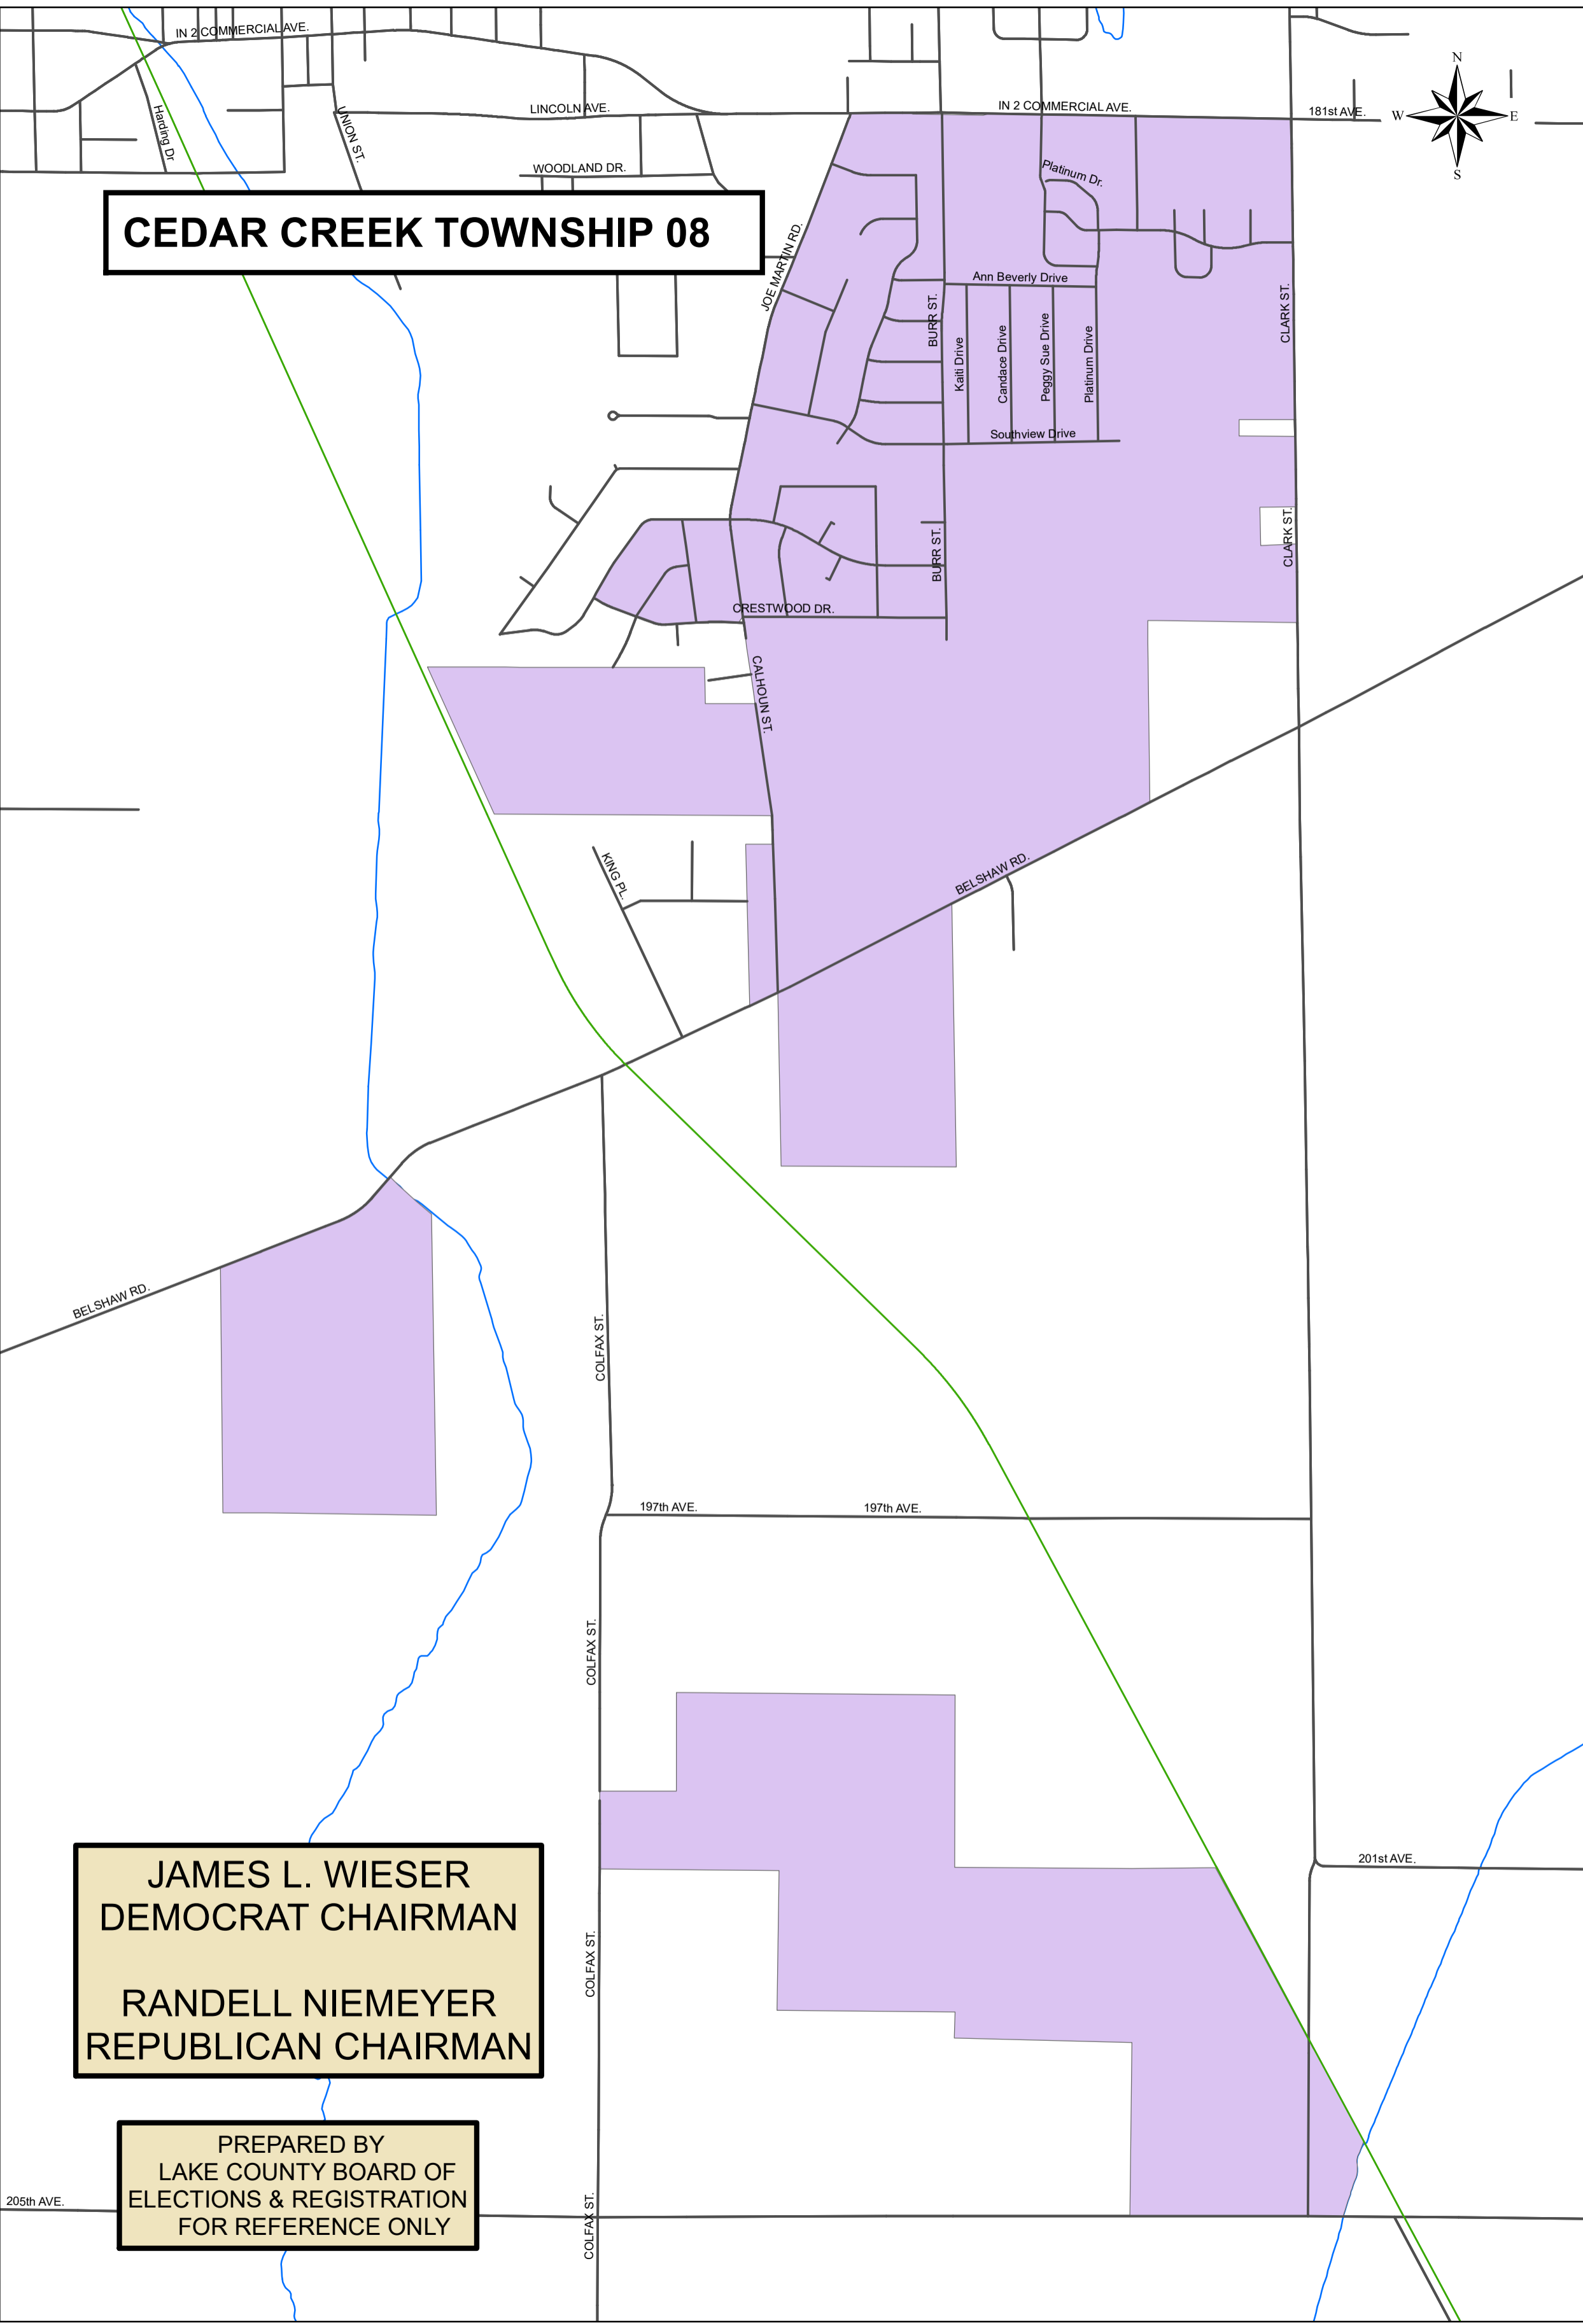 IN 2 COMMERCIAL AVE.
N
LINCOLN AVE.
IN 2 COMMERCIAL AVE.
181st AVE.
W
E
Harding Dr
UNION ST.
WOODLAND DR.
Platinum Dr.
S
CEDAR CREEK TOWNSHIP 08
JOE MARTIN RD.
Ann Beverly Drive
BURR ST.
CLARK ST.
Kaiti Drive
Candace Drive
Peggy Sue Drive
Platinum Drive
Southview Drive
BURR ST.
CLARK ST.
CRESTWOOD DR.
CALHOUN ST.
KING PL.
BELSHAW RD.
BELSHAW RD.
COLFAX ST.
197th AVE.
197th AVE.
COLFAX ST.
201st AVE.
JAMES L. WIESER
DEMOCRAT CHAIRMAN
RANDELL NIEMEYER
REPUBLICAN CHAIRMAN
COLFAX ST.
PREPARED BY
LAKE COUNTY BOARD OF
ELECTIONS & REGISTRATION
FOR REFERENCE ONLY
205th AVE.
COLFAX ST.